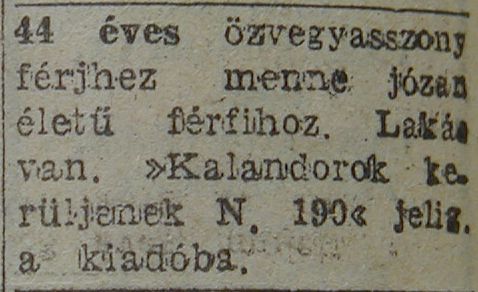 44 éves özvegyasszony
férjhez menne józan
életű férfihoz. Lakás
van. »Kalandorok ke-
rüljenek N. 190« jelig.
a kiadóba.